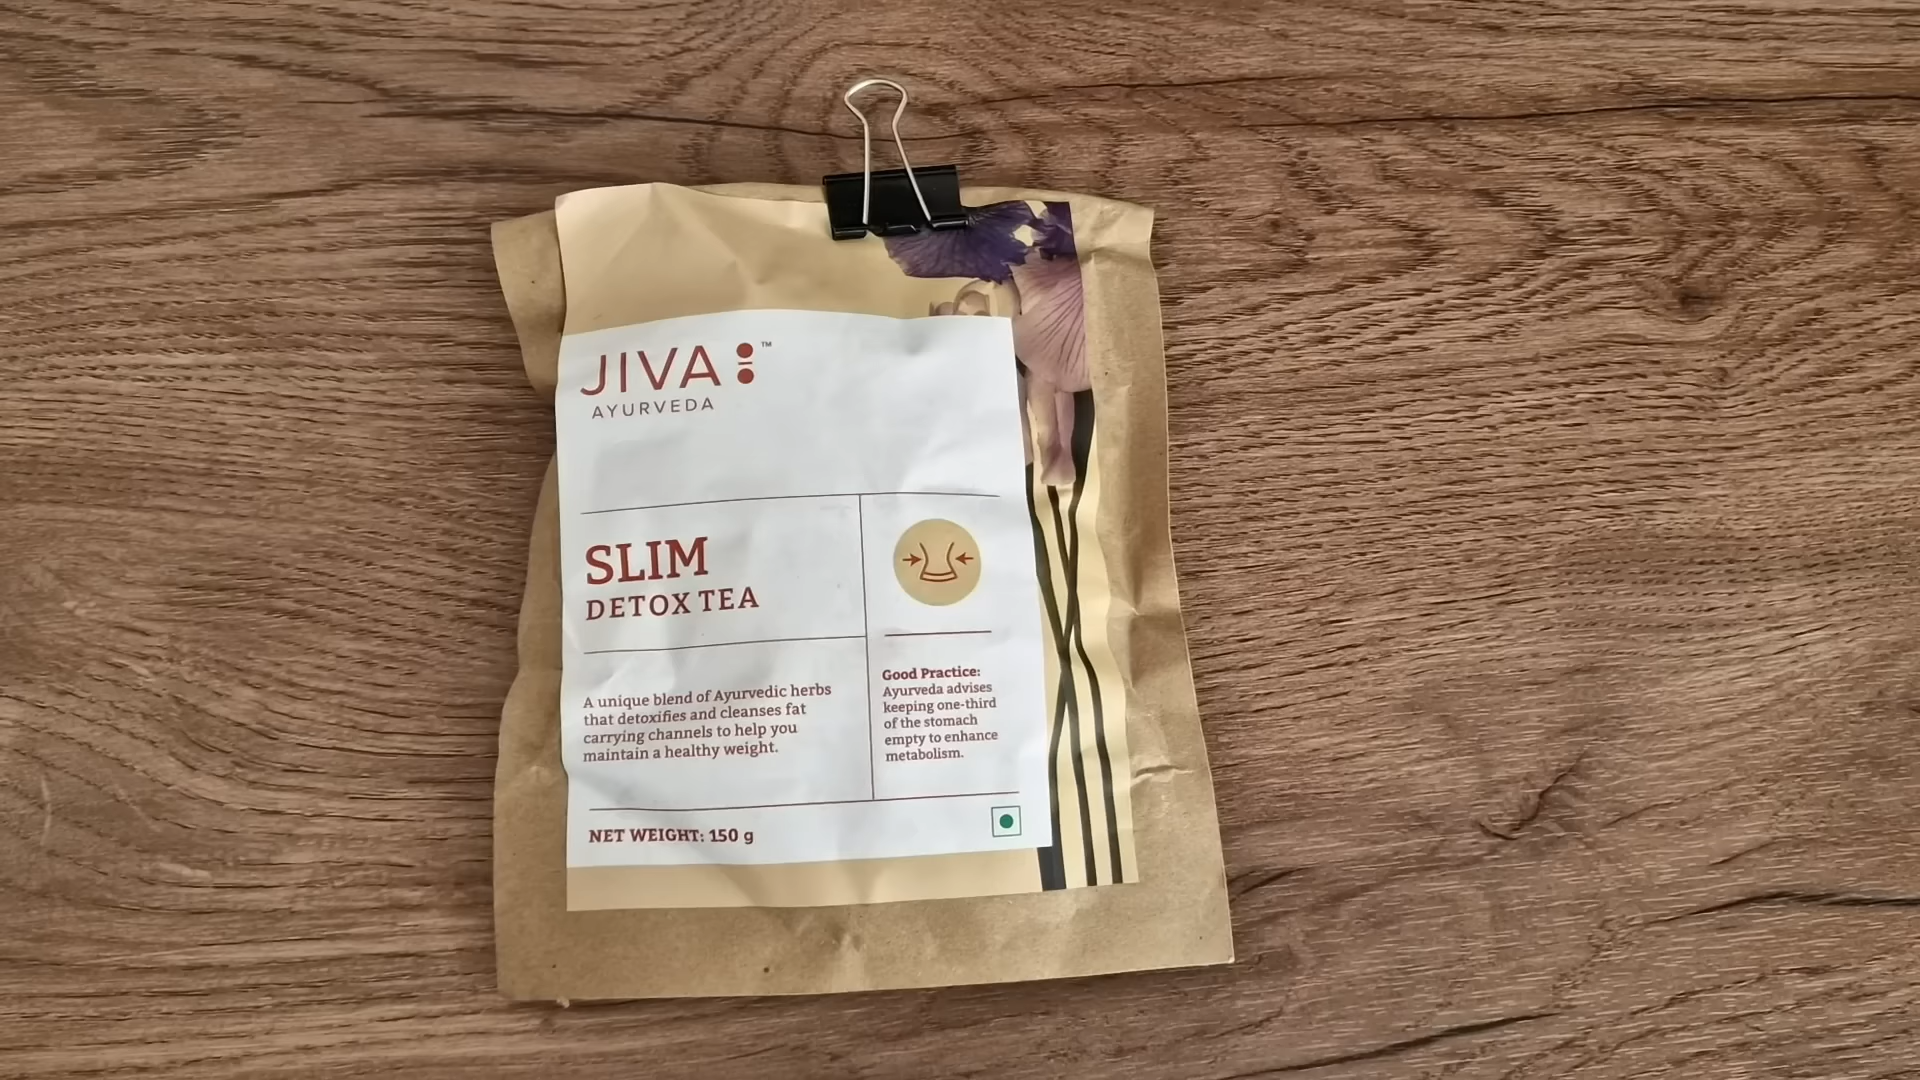 JIVA ™
AYURVEDA
SLIM
DETOX TEA
A unique blend of Ayurvedic herbs
that detoxifies and cleanses fat
carrying channels to help you
maintain a healthy weight.
Good Practice:
Ayurveda advises
keeping one-third
of the stomach
empty to enhance
metabolism.
NET WEIGHT: 150 g